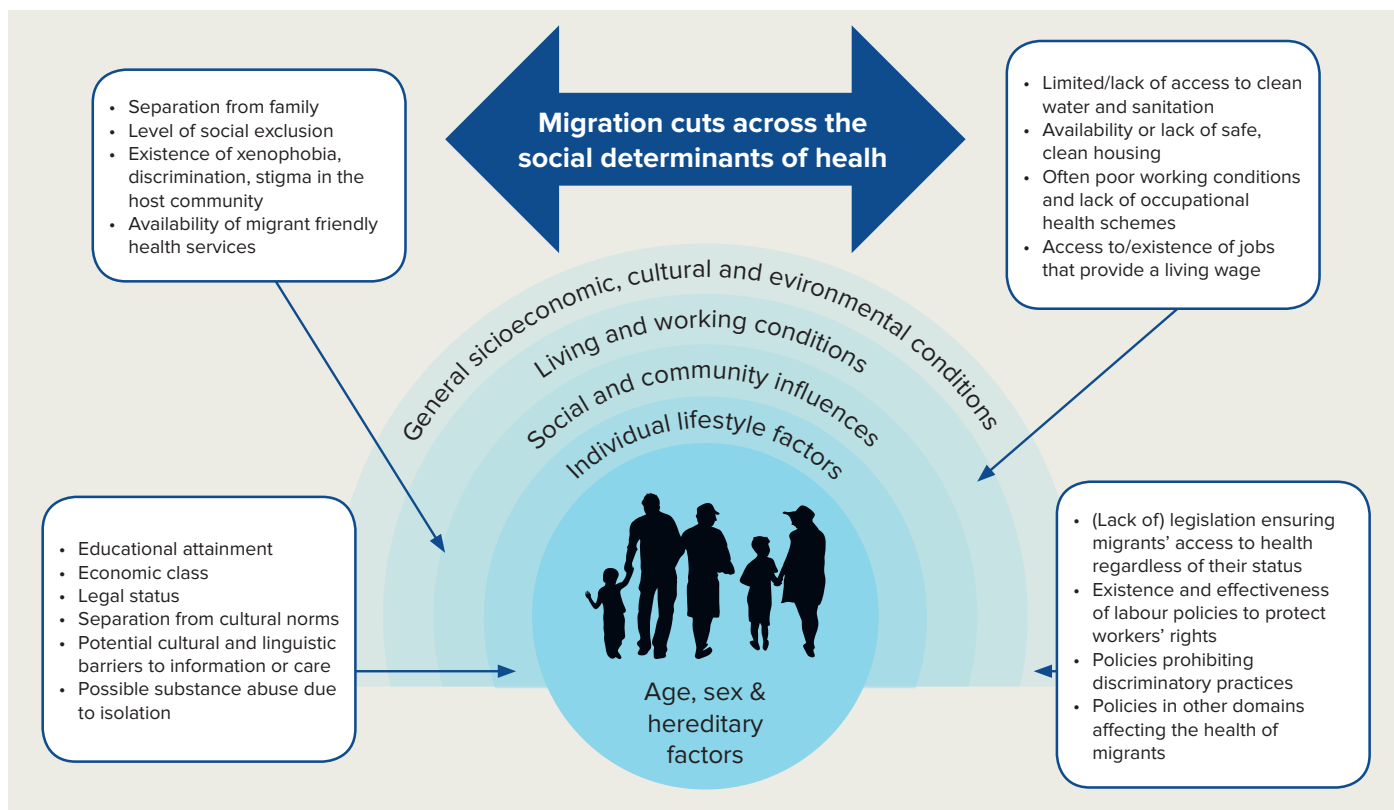 Migration cuts across the
social determinants of healh
• Separation from family
• Level of social exclusion
• Existence of xenophobia,
discrimination, stigma in the
host community
• Availability of migrant friendly
health services
• Limited/lack of access to clean
water and sanitation
• Availability or lack of safe,
clean housing
• Often poor working conditions
and lack of occupational
health schemes
• Access to/existence of jobs
that provide a living wage
General sicioeconomic, cultural and evironmental conditions
Living and working conditions
Social and community influences
Individual lifestyle factors
Age, sex &
hereditary
factors
• Educational attainment
• Economic class
• Legal status
• Separation from cultural norms
• Potential cultural and linguistic
barriers to information or care
• Possible substance abuse due
to isolation
• (Lack of) legislation ensuring
migrants' access to health
regardless of their status
• Existence and effectiveness
of labour policies to protect
workers' rights
• Policies prohibiting
discriminatory practices
• Policies in other domains
affecting the health of
migrants